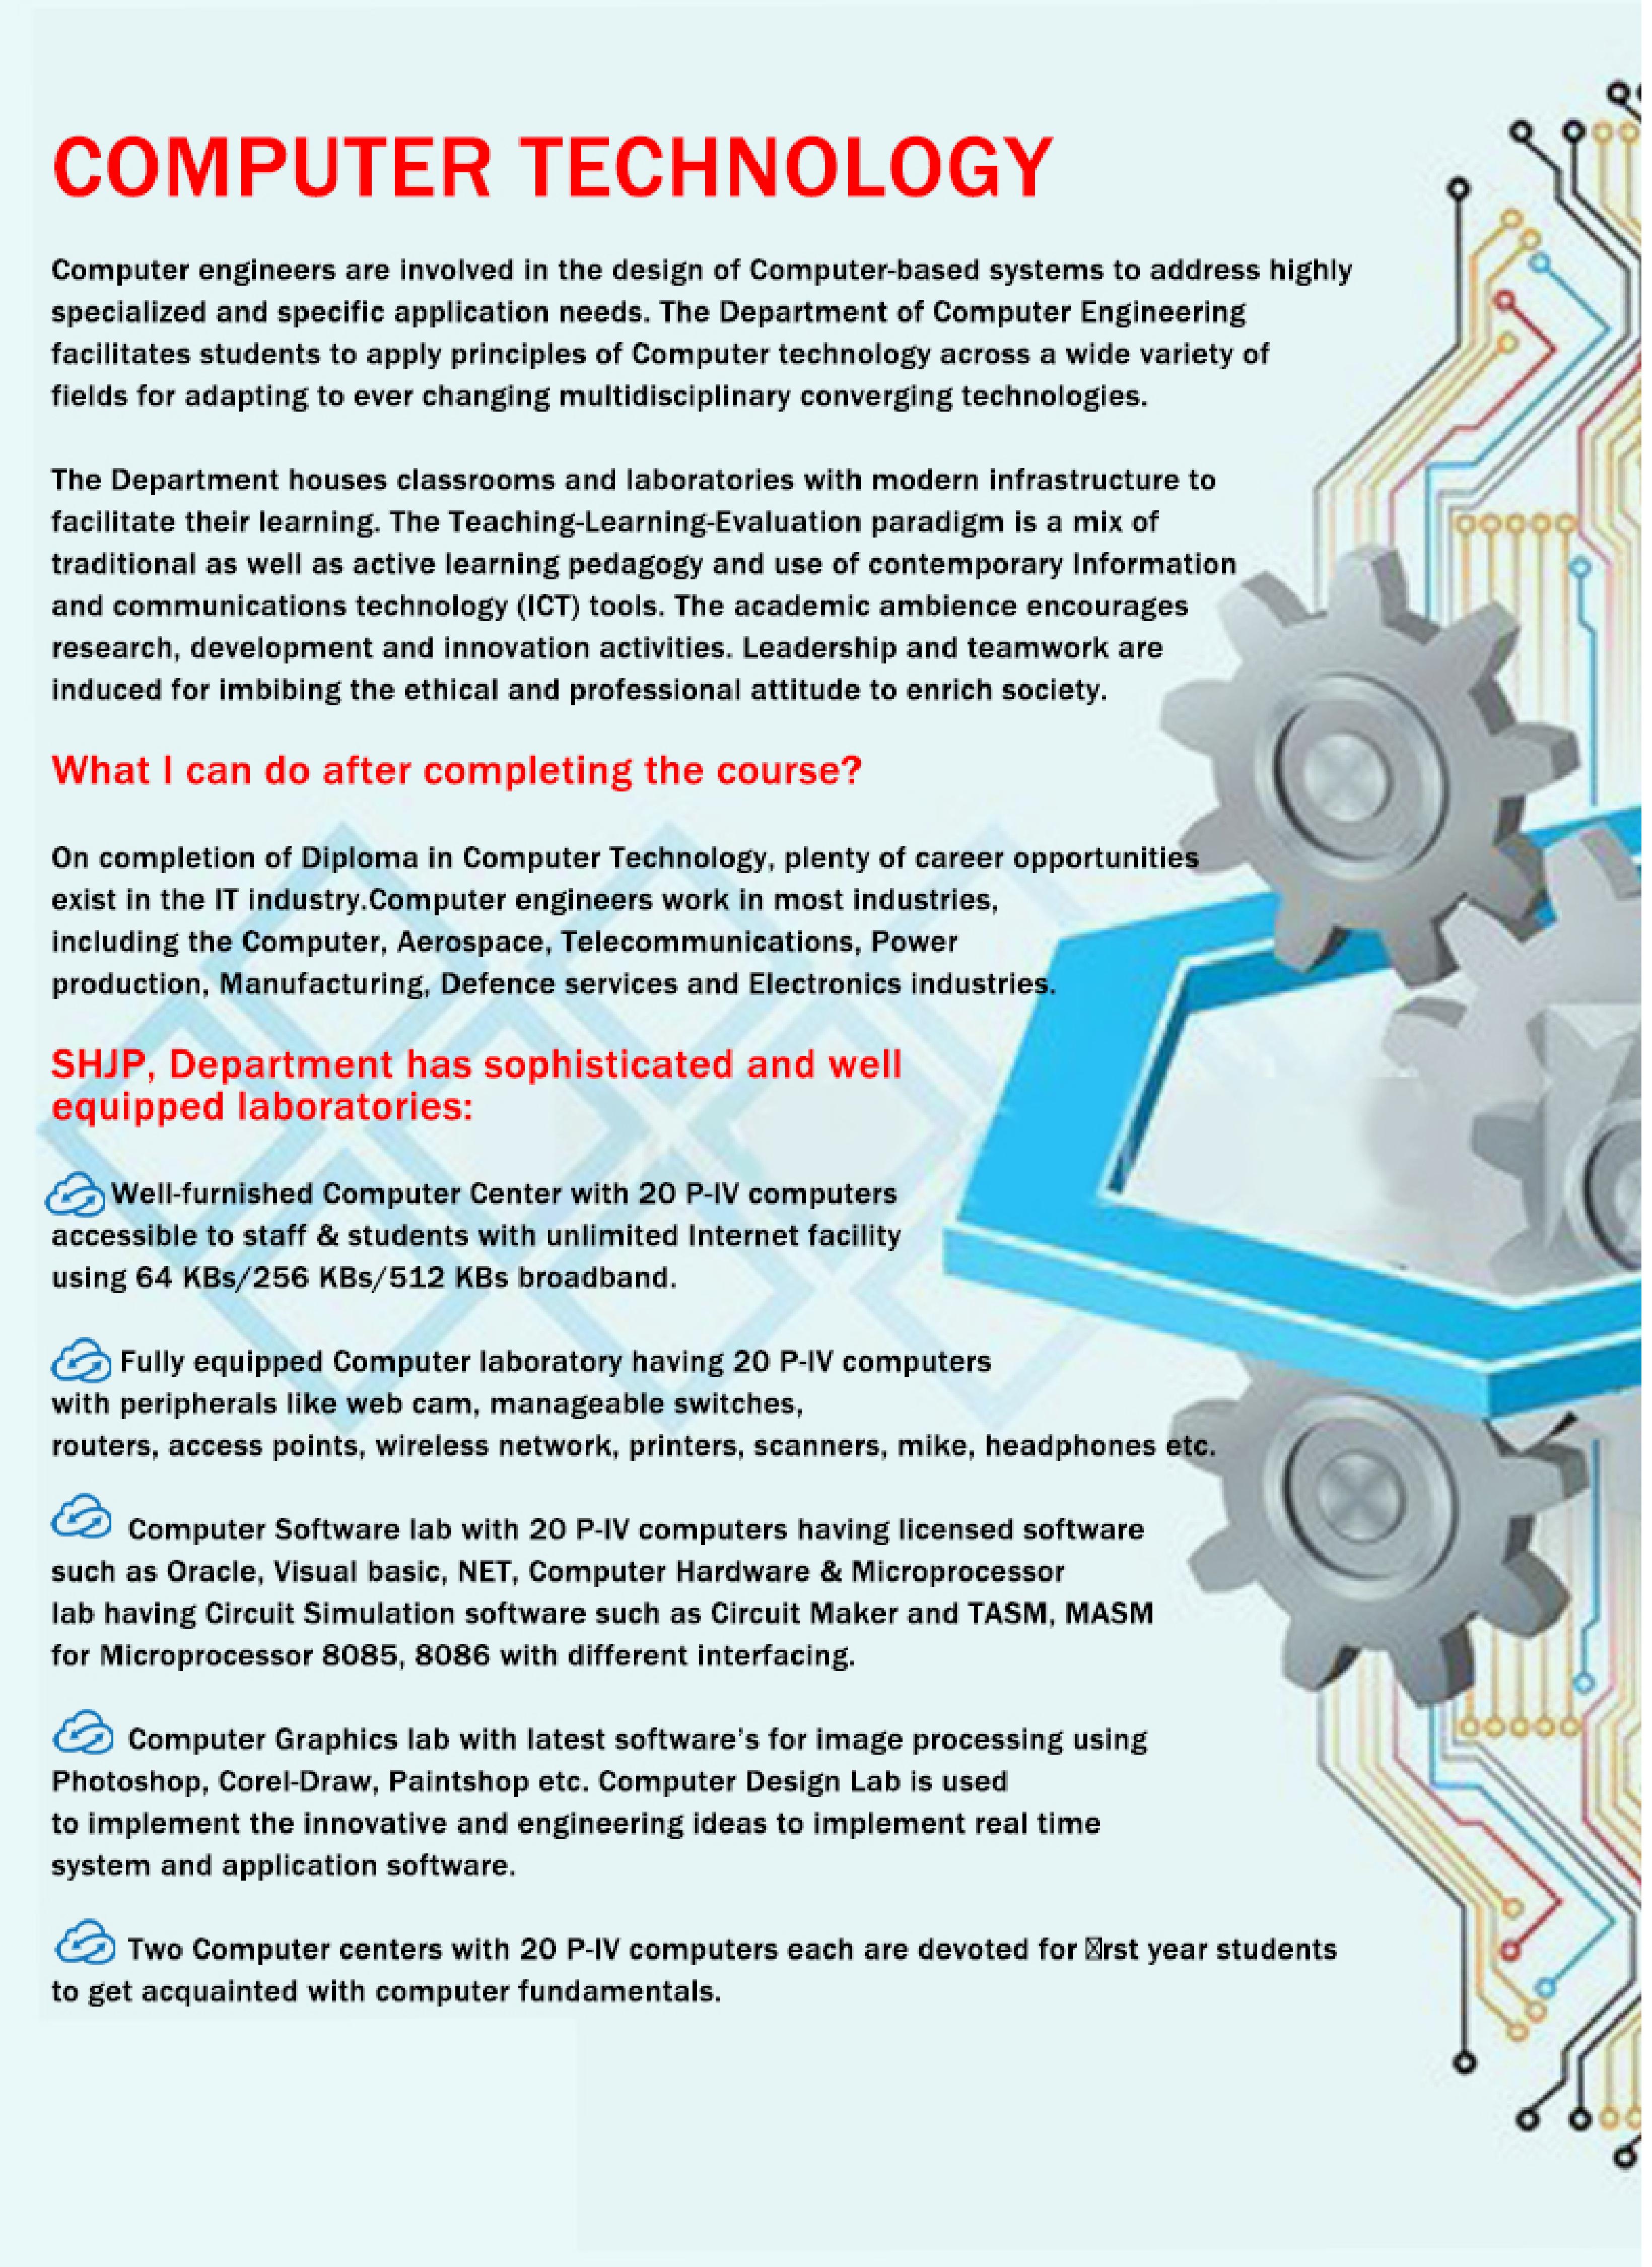 COMPUTER TECHNOLOGY
Computer engineers are involved in the design of Computer-based systems to address highly
specialized and specific application needs. The Department of Computer Engineering
facilitates students to apply principles of Computer technology across a wide variety of
fields for adapting to ever changing multidisciplinary converging technologies.
The Department houses classrooms and laboratories with modern infrastructure to
facilitate their learning. The Teaching-Learning-Evaluation paradigm is a mix of
traditional as well as active learning pedagogy and use of contemporary Information
and communications technology (ICT) tools. The academic ambience encourages
research, development and innovation activities. Leadership and teamwork are
induced for imbibing the ethical and professional attitude to enrich society.
What I can do after completing the course?
On completion of Diploma in Computer Technology, plenty of career opportunities
exist in the IT industry.Computer engineers work in most industries,
including the Computer, Aerospace, Telecommunications, Power
production, Manufacturing, Defence services and Electronics industries.
SHJP, Department has sophisticated and well
equipped laboratories:
Well-furnished Computer Center with 20 P-IV computers
accessible to staff & students with unlimited Internet facility
using 64 KBs/256 KBs/512 KBs broadband.
Fully equipped Computer laboratory having 20 P-IV computers
with peripherals like web cam, manageable switches,
routers, access points, wireless network, printers, scanners, mike, headphones etc.
Computer Software lab with 20 P-IV computers having licensed software
such as Oracle, Visual basic, NET, Computer Hardware & Microprocessor
lab having Circuit Simulation software such as Circuit Maker and TASM, MASM
for Microprocessor 8085, 8086 with different interfacing.
Computer Graphics lab with latest software's for image processing using
Photoshop, Corel-Draw, Paintshop etc. Computer Design Lab is used
to implement the innovative and engineering ideas to implement real time
system and application software.
Two Computer centers with 20 P-IV computers each are devoted for rst year students
to get acquainted with computer fundamentals.